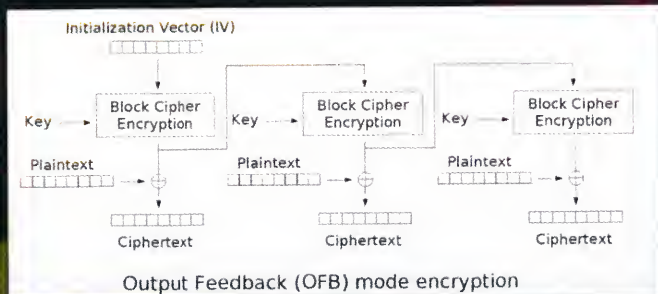 Initialization Vector (IV)
Block Cipher
Encryption
Block Cipher
Encryption
Block Cipher
Encryption
Key
Key
Key
Plaintext
Plaintext
Plaintext
Ciphertext
Ciphertext
Ciphertext
Output Feedback (OFB) mode encryption